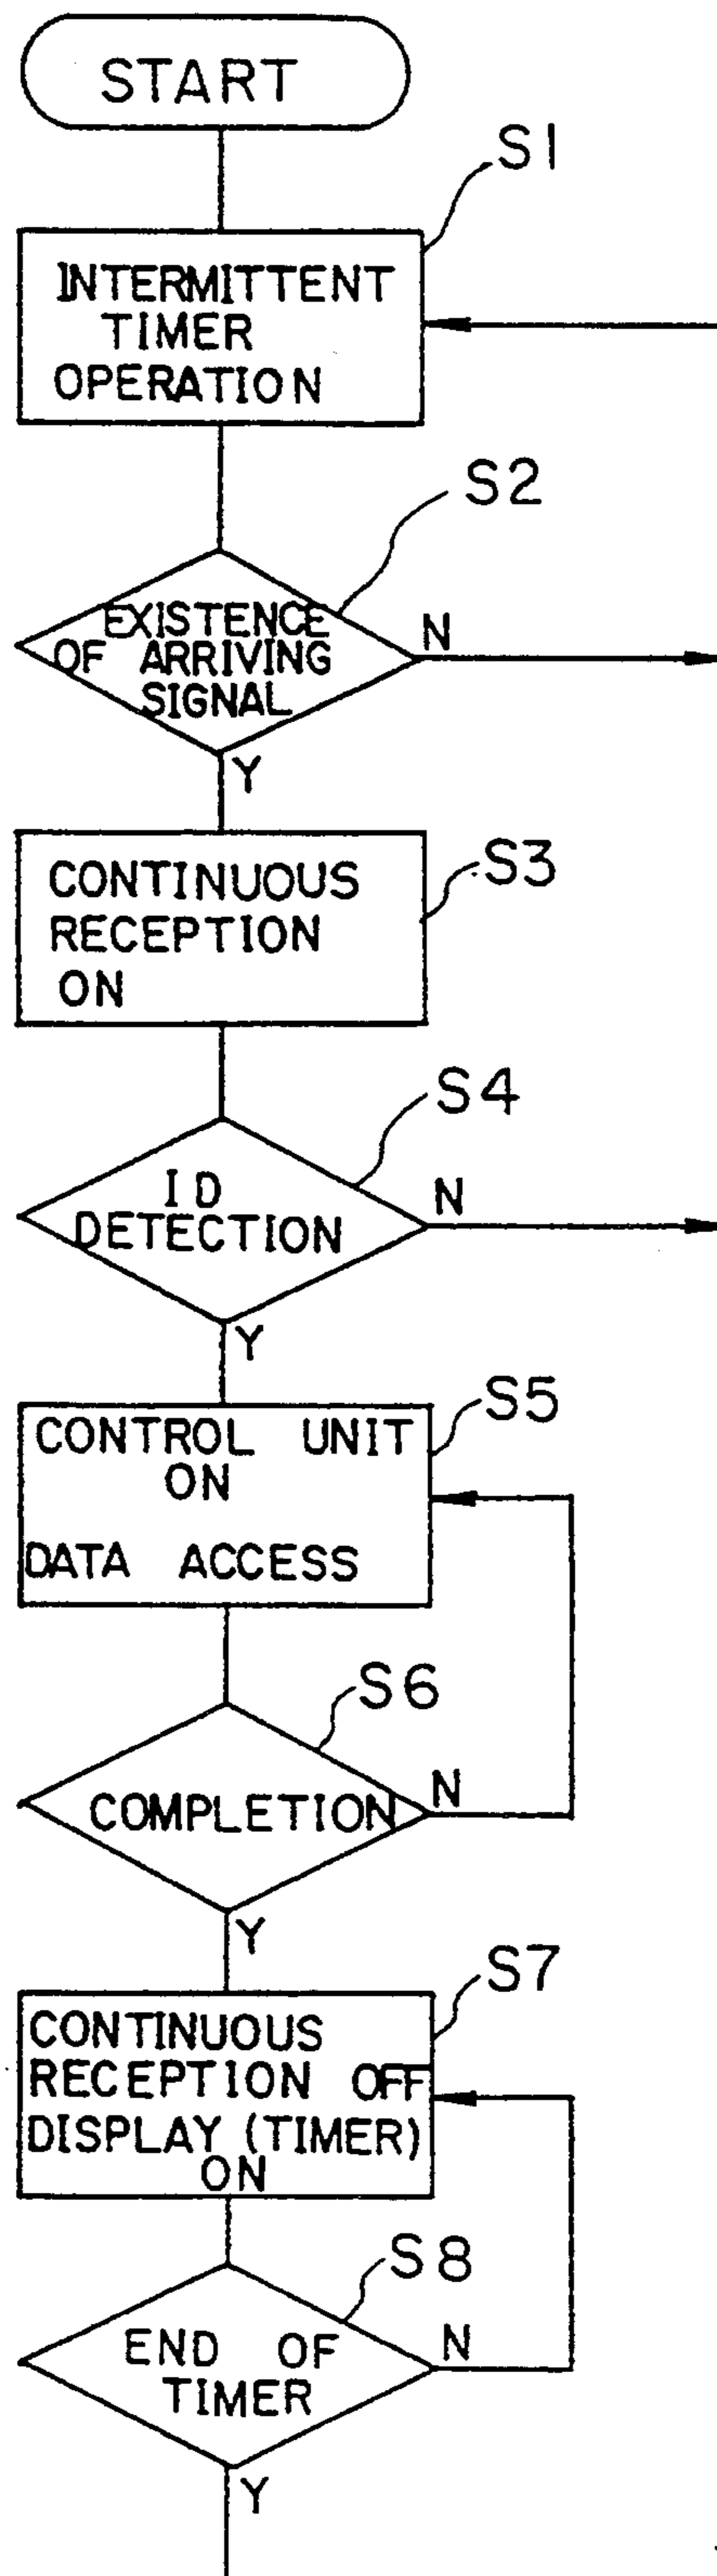 START
S1
INTERMITTENT
TIMER
OPERATION
S2
EXISTENCE
OF ARRIVING
SIGNAL
N
Y
S3
CONTINUOUS
RECEPTION
ON
S4
ID
DETECTION
N
Y
S5
CONTROL UNIT
ON
DATA ACCESS
S6
COMPLETION
N
Y
S7
CONTINUOUS
RECEPTION OFF
DISPLAY (TIMER)
ON
S8
END OF
TIMER
N
Y